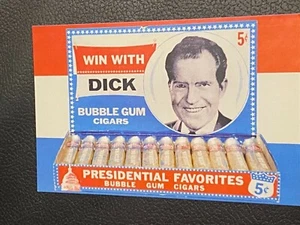 5¢
WIN WITH
DICK
BUBBLE GUM
CIGARS
PRESIDENTIAL FAVORITES
BUBBLE GUM CIGARS
5¢